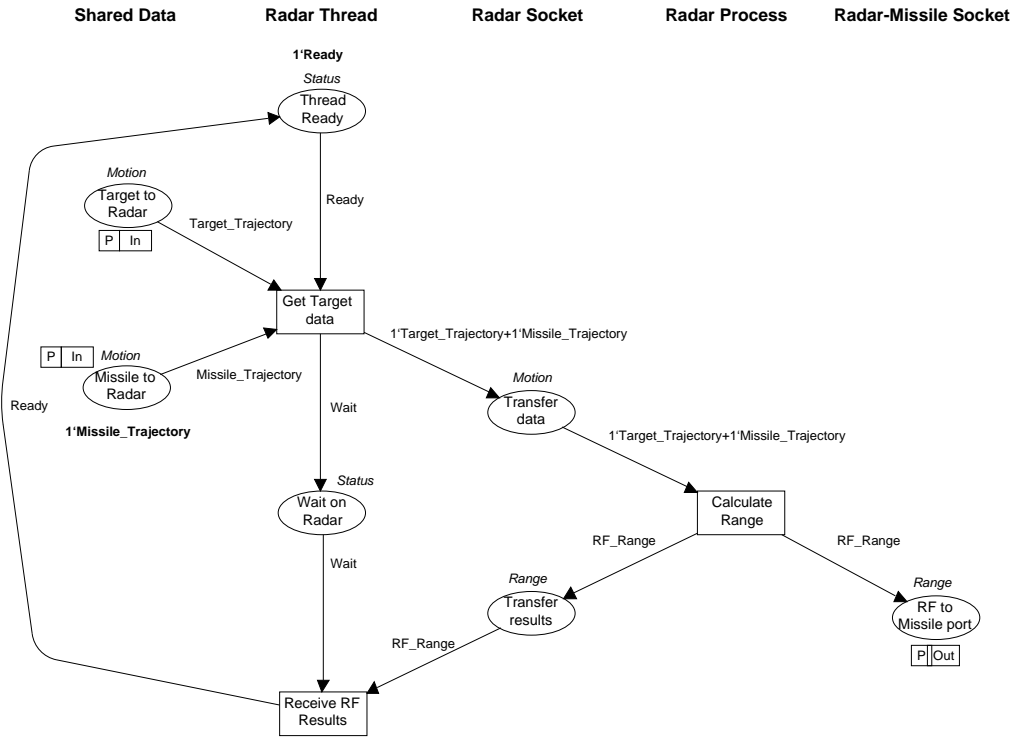 Shared Data
Radar Thread
Radar Socket
Radar Process
Radar-Missile Socket
1‘Ready
Status
Thread
Ready
Motion
Target to
Radar
P In
Target_Trajectory
Ready
Get Target
data
1‘Target_Trajectory+1‘Missile_Trajectory
P In
Motion
Missile to
Radar
Missile_Trajectory
1‘Missile_Trajectory
Ready
Wait
Motion
Transfer
data
1‘Target_Trajectory+1‘Missile_Trajectory
Status
Wait on
Radar
Calculate
Range
Wait
RF_Range
RF_Range
Range
Transfer
results
Range
RF to
Missile port
P Out
RF_Range
Receive RF
Results